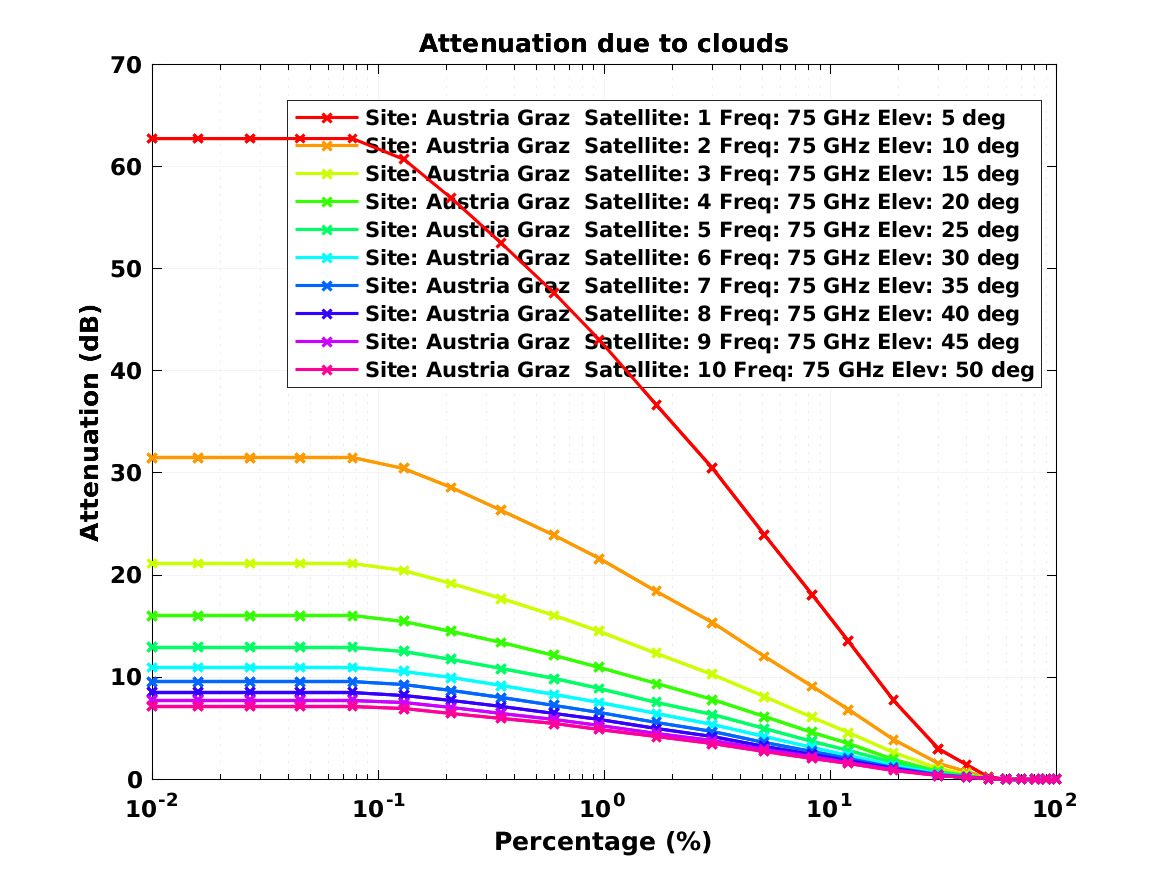 Attenuation due to clouds
70
60
50
40
30
20
10
0
Attenuation (dB)
Site: Austria Graz  Satellite: 1 Freq: 75 GHz Elev: 5 deg
Site: Austria Graz  Satellite: 2 Freq: 75 GHz Elev: 10 deg
Site: Austria Graz  Satellite: 3 Freq: 75 GHz Elev: 15 deg
Site: Austria Graz  Satellite: 4 Freq: 75 GHz Elev: 20 deg
Site: Austria Graz  Satellite: 5 Freq: 75 GHz Elev: 25 deg
Site: Austria Graz  Satellite: 6 Freq: 75 GHz Elev: 30 deg
Site: Austria Graz  Satellite: 7 Freq: 75 GHz Elev: 35 deg
Site: Austria Graz  Satellite: 8 Freq: 75 GHz Elev: 40 deg
Site: Austria Graz  Satellite: 9 Freq: 75 GHz Elev: 45 deg
Site: Austria Graz  Satellite: 10 Freq: 75 GHz Elev: 50 deg
10^-2 10^-1 10^0 10^1 10^2
Percentage (%)